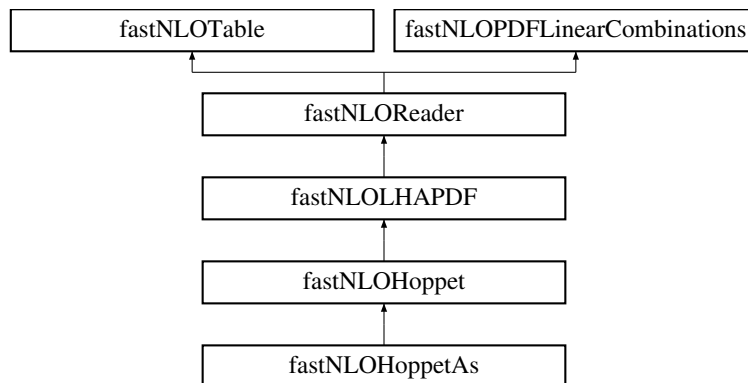 fastNLOTable
fastNLOPDFLinearCombinations
fastNLOReader
fastNLOLHAPDF
fastNLOHoppet
fastNLOHoppetAs